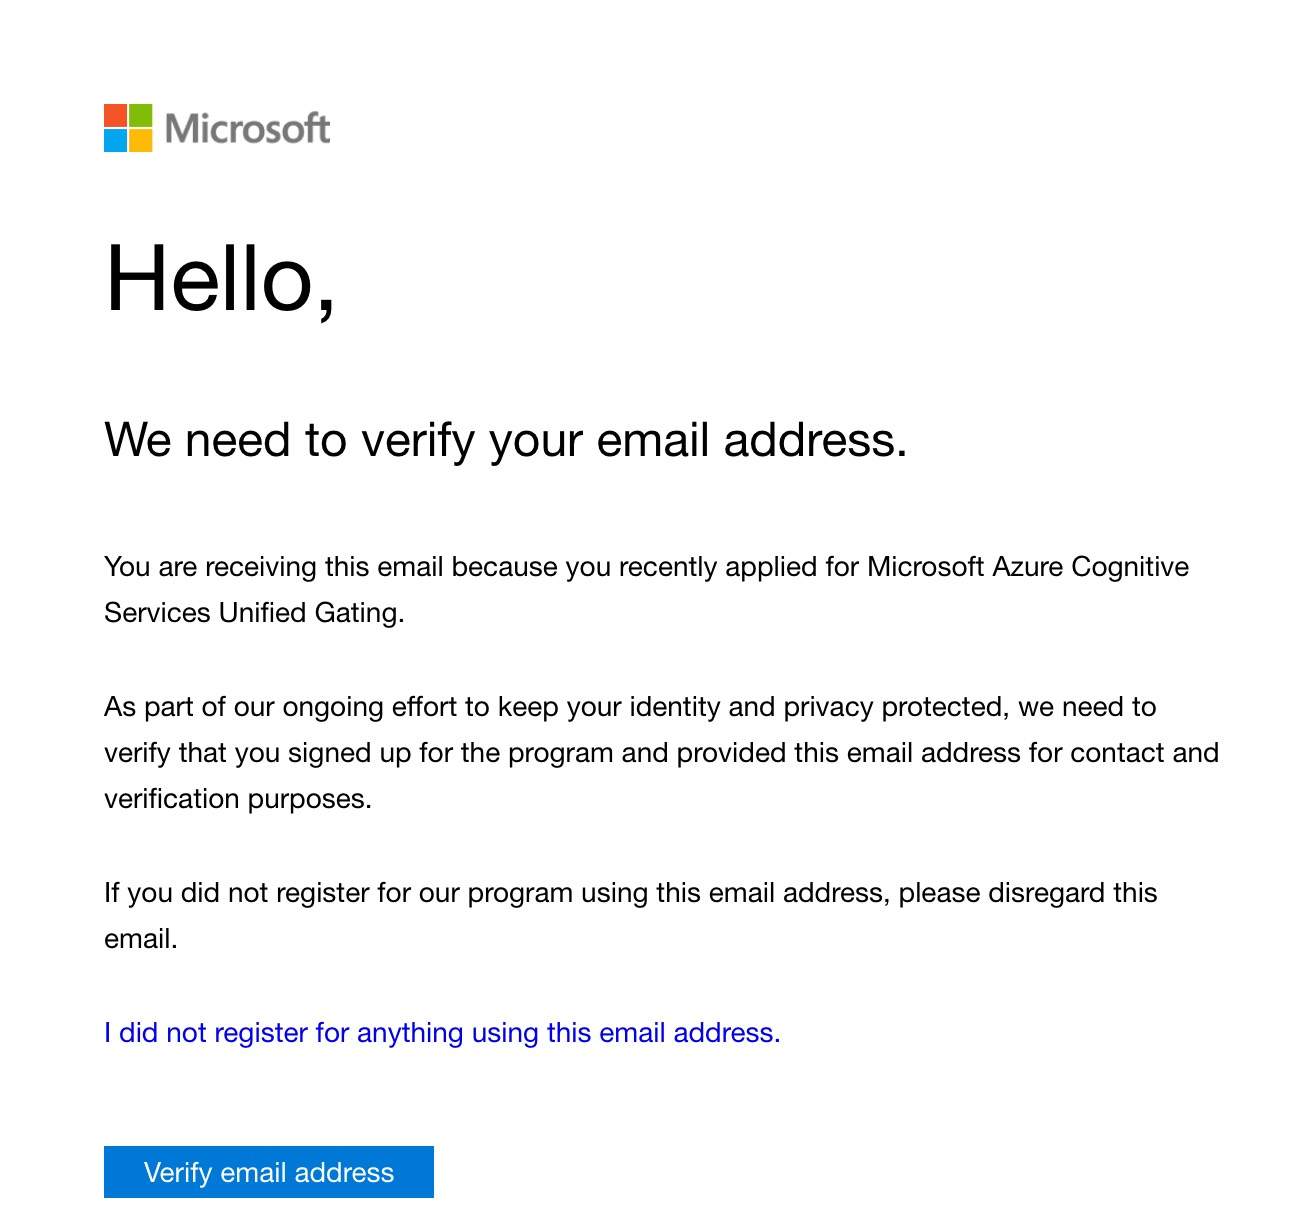 Microsoft
Hello,
We need to verify your email address.
You are receiving this email because you recently applied for Microsoft Azure Cognitive
Services Unified Gating.
As part of our ongoing effort to keep your identity and privacy protected, we need to
verify that you signed up for the program and provided this email address for contact and
verification purposes.
If you did not register for our program using this email address, please disregard this
email.
I did not register for anything using this email address.
Verify email address